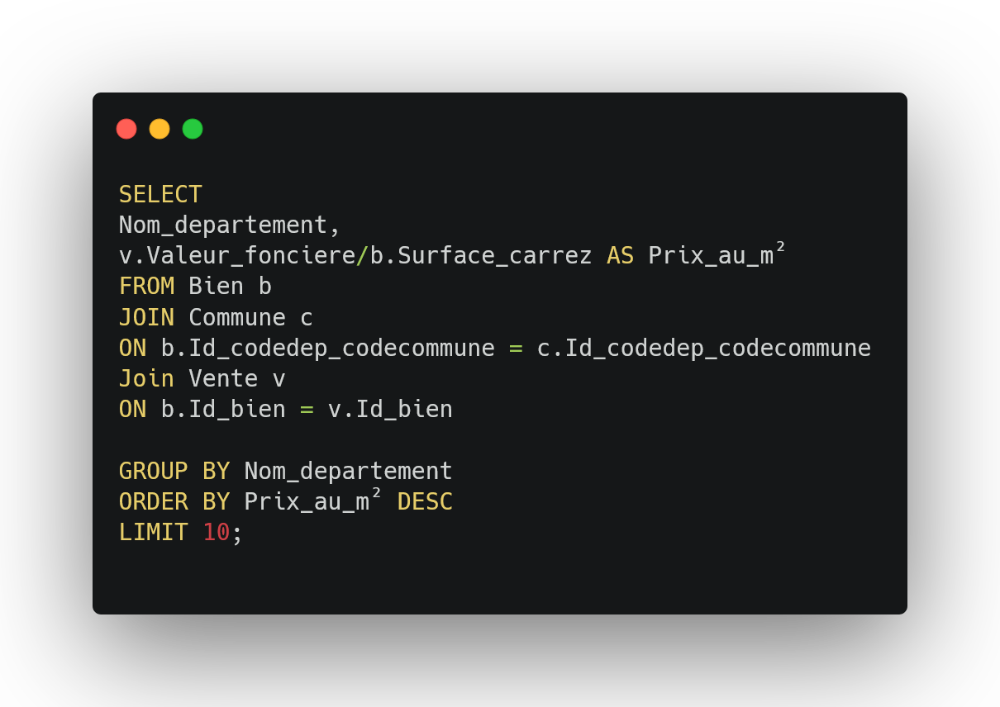 SELECT
Nom_departement,
v.Valeur_fonciere/b.Surface_carrez AS Prix_au_m²
FROM Bien b
JOIN Commune c
ON b.Id_codedep_codecommune = c.Id_codedep_codecommune
Join Vente v
ON b.Id_bien = v.Id_bien
GROUP BY Nom_departement
ORDER BY Prix_au_m² DESC
LIMIT 10;